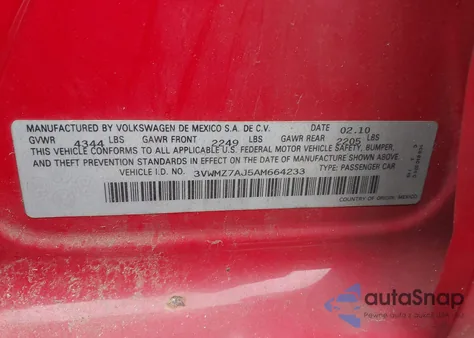 MANUFACTURED BY VOLKSWAGEN DE MEXICO S.A. DE C.V. DATE 02.10
GVWR 4344 LBS GAWR FRONT 2249 LBS GAWR REAR 2205 LBS
THIS VEHICLE CONFORMS TO ALL APPLICABLE U.S. FEDERAL MOTOR VEHICLE SAFETY, BUMPER,
AND THEFT PREVENTION STANDARDS IN EFFECT ON THE DATE OF MANUFACTURE SHOWN ABOVE.
VEHICLE I.D. NO. 3VWMZ7AJ5AM664233 TYPE: PASSENGER CAR
COUNTRY OF ORIGIN: MEXICO
autoSnap
Pewne auta z